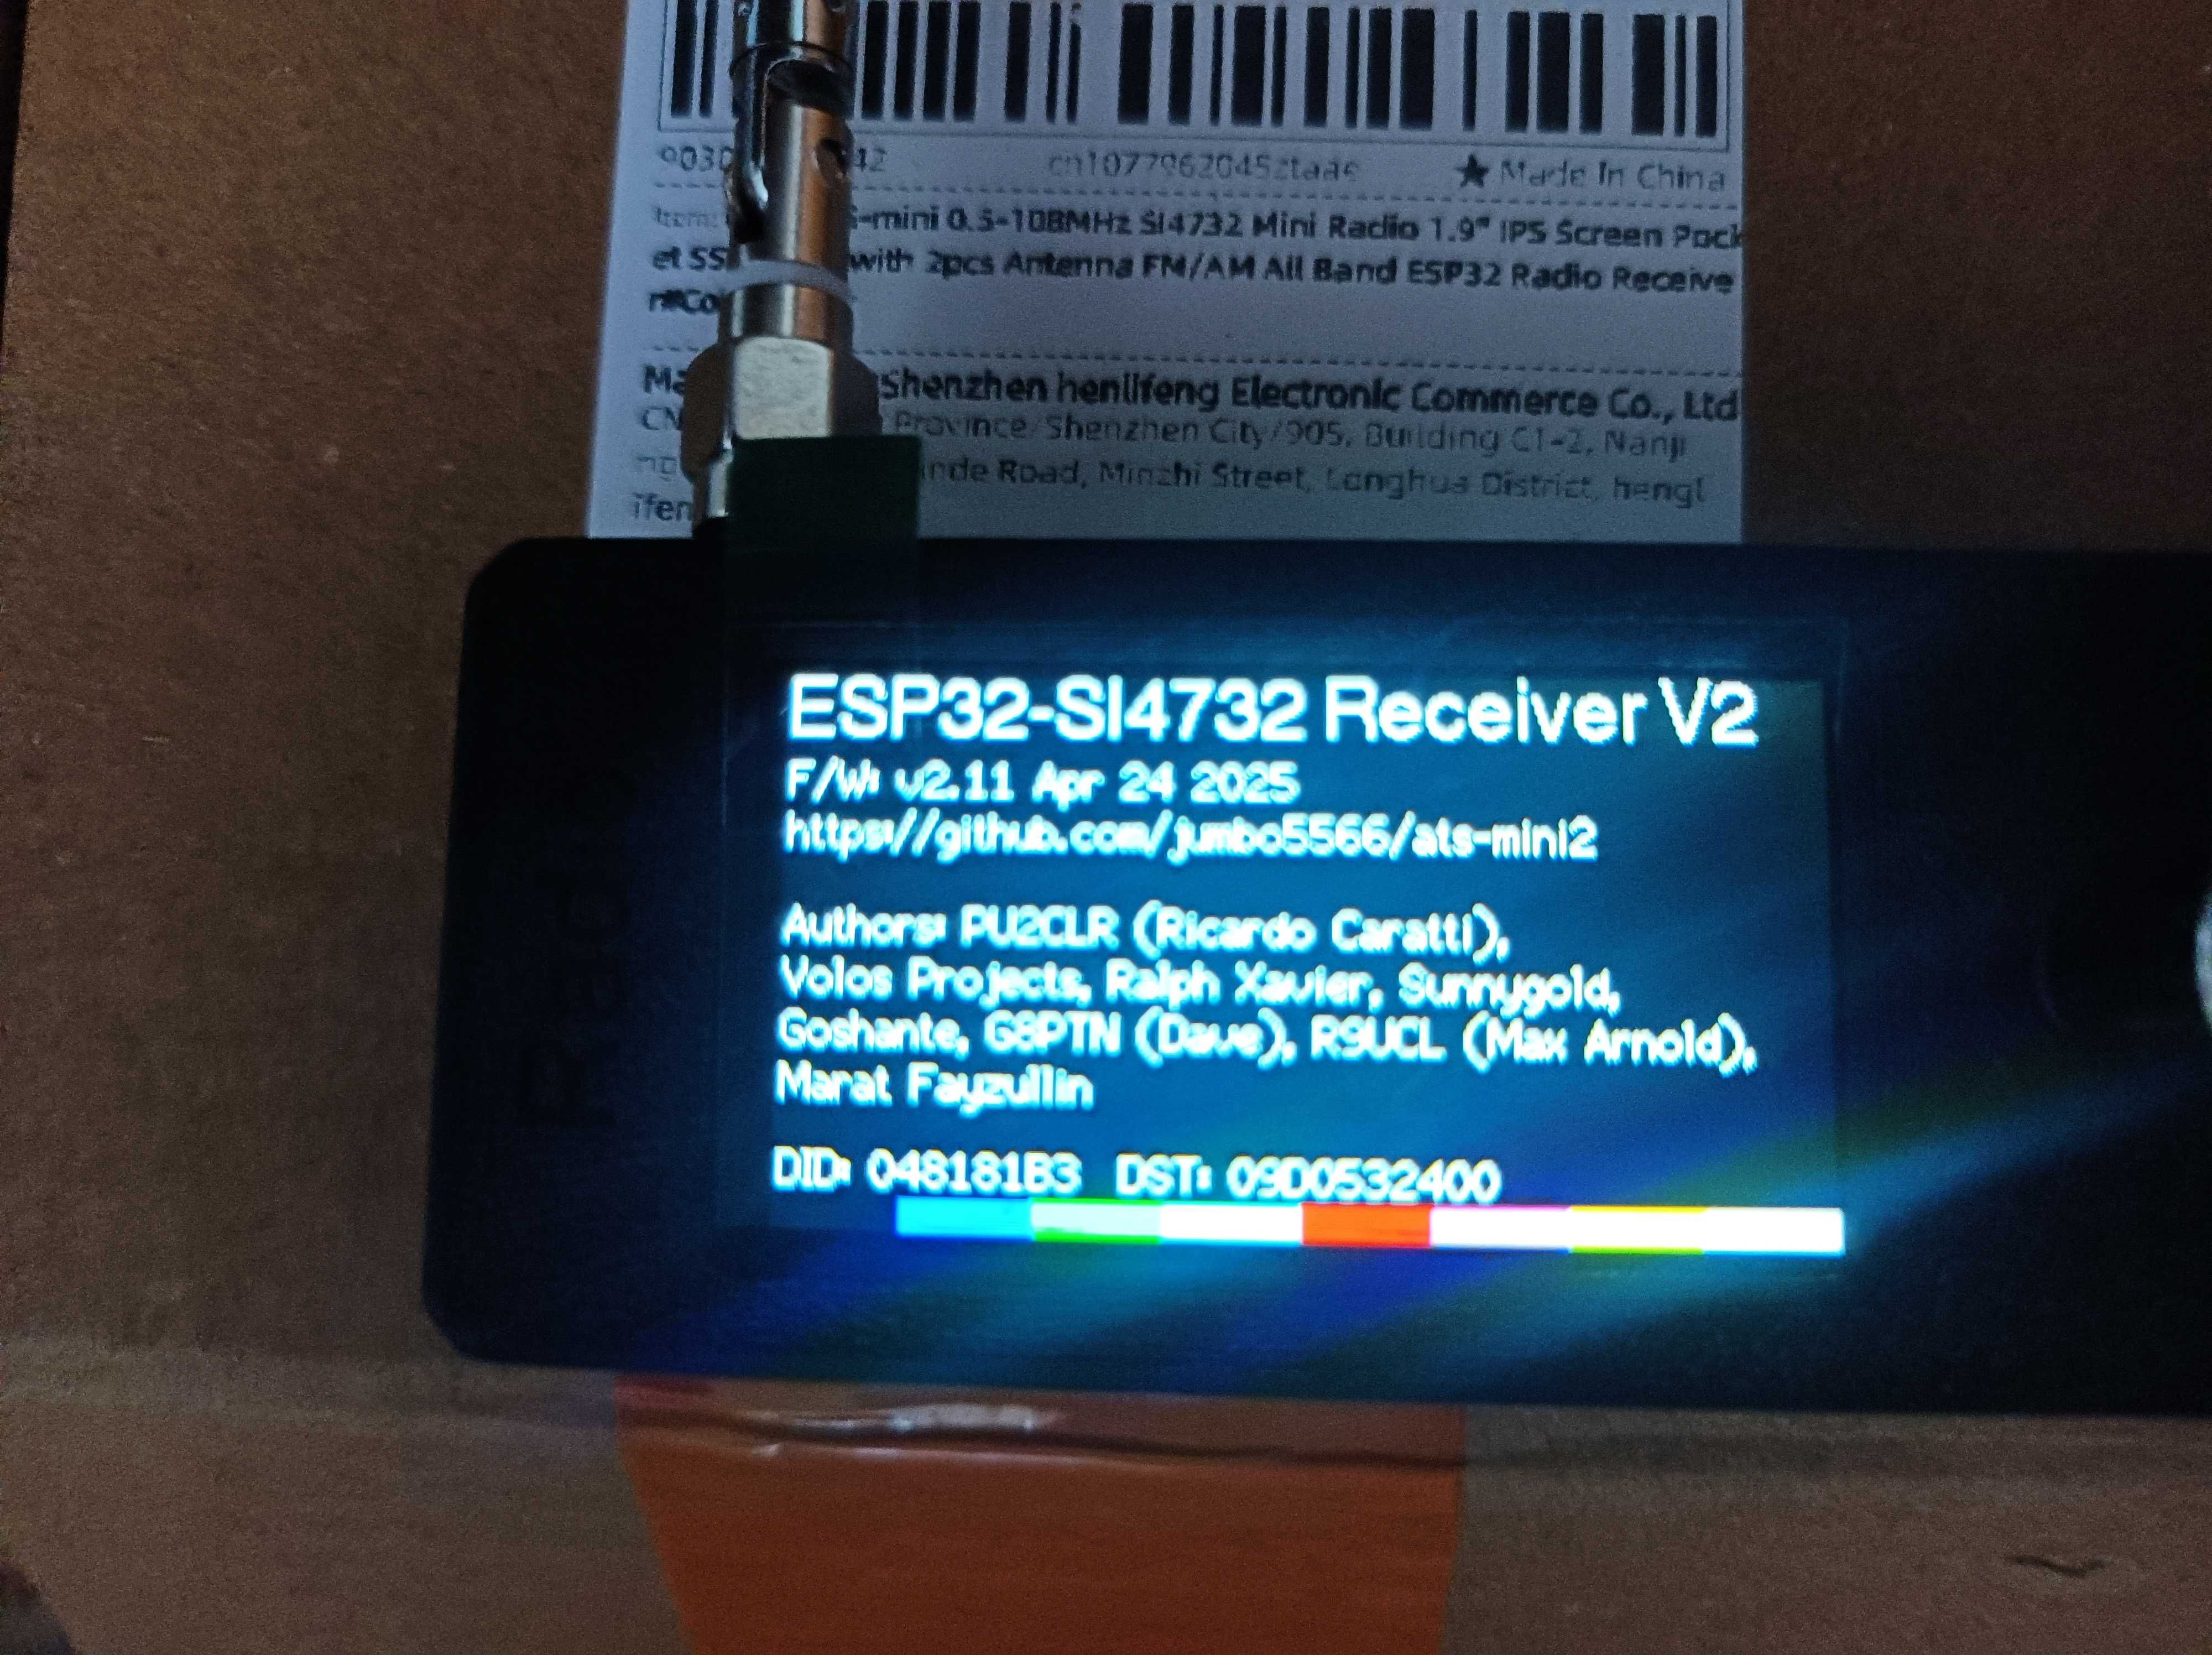 cn1077962045ztaae ★ Made In China
-mini 0.5-108MHz SI4732 Mini Radio 1.9" IPS Screen Pock
et SS with 2pcs Antenna FM/AM All Band ESP32 Radio Receive
Shenzhen henlifeng Electronic Commerce Co., Ltd
CN Province/Shenzhen City/905, Building C1-2, Nanji
Road, Minzhi Street, Longhua District, hengl
ifen
ESP32-SI4732 Receiver V2
F/W: v2.11 Apr 24 2025
https://github.com/jumbo5566/ats-mini2
Authors: PU2CLR (Ricardo Caratti),
Volos Projects, Ralph Xavier, Sunnygold,
Goshante, G8PTN (Dave), R9UCL (Max Arnold),
Marat Fayzullin
DID: 048181B3 DST: 09D0532400